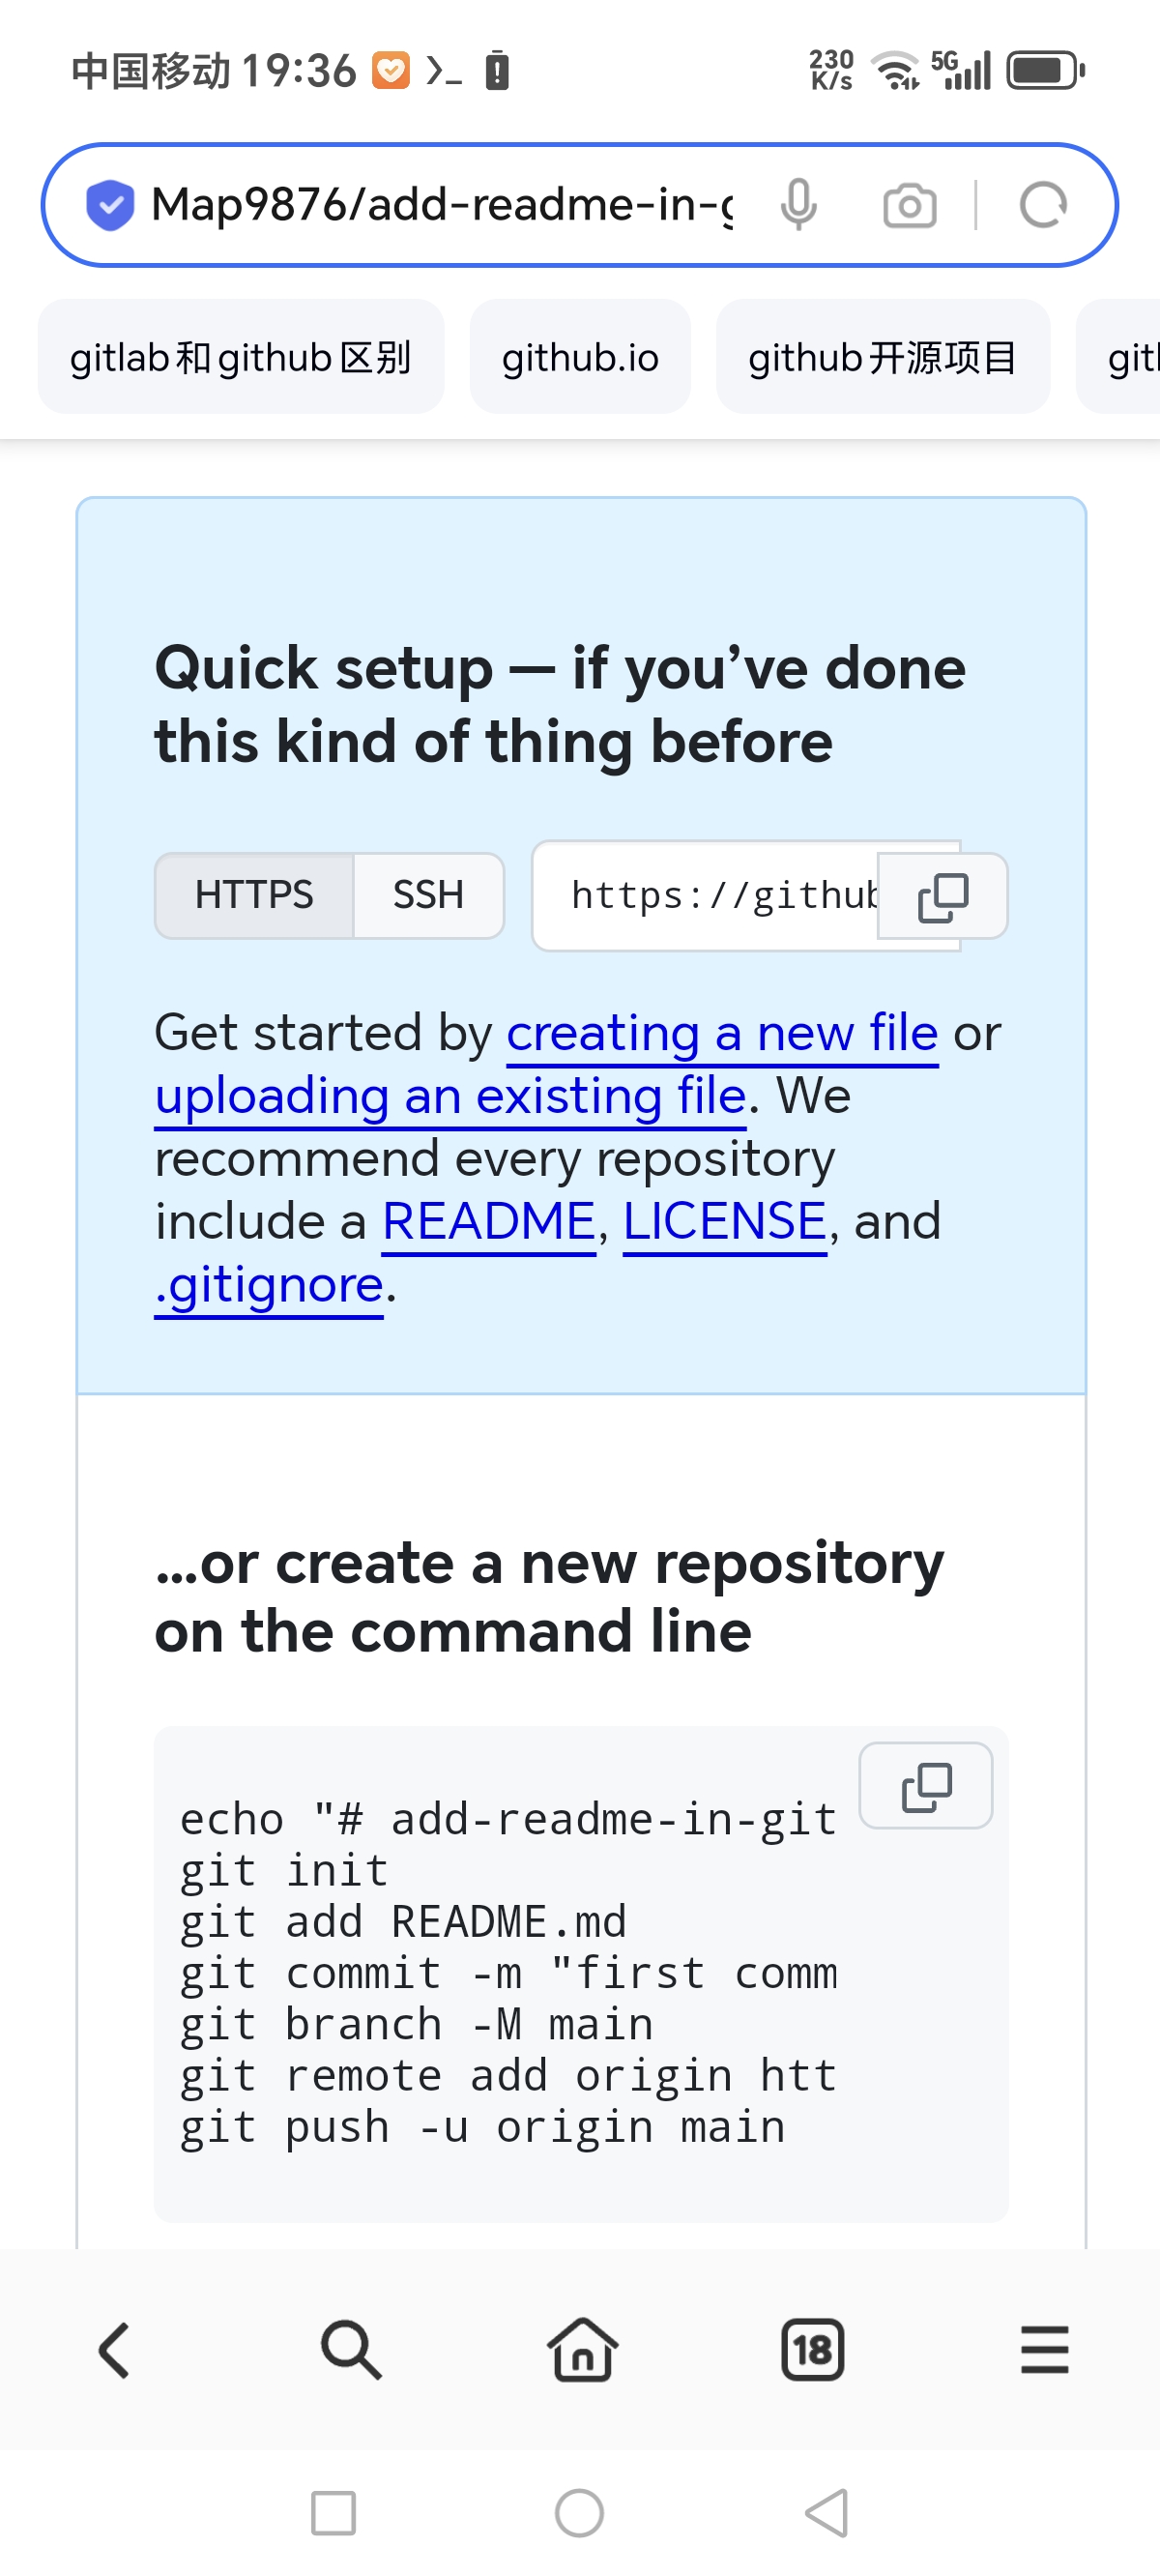 中国移动 19:36 230 K/s 5G
Map9876/add-readme-in-g
gitlab和github区别 github.io github开源项目 git
Quick setup — if you’ve done
this kind of thing before
HTTPS SSH https://github
Get started by creating a new file or
uploading an existing file. We
recommend every repository
include a README, LICENSE, and
.gitignore.
…or create a new repository
on the command line
echo "# add-readme-in-git
git init
git add README.md
git commit -m "first comm
git branch -M main
git remote add origin htt
git push -u origin main
18